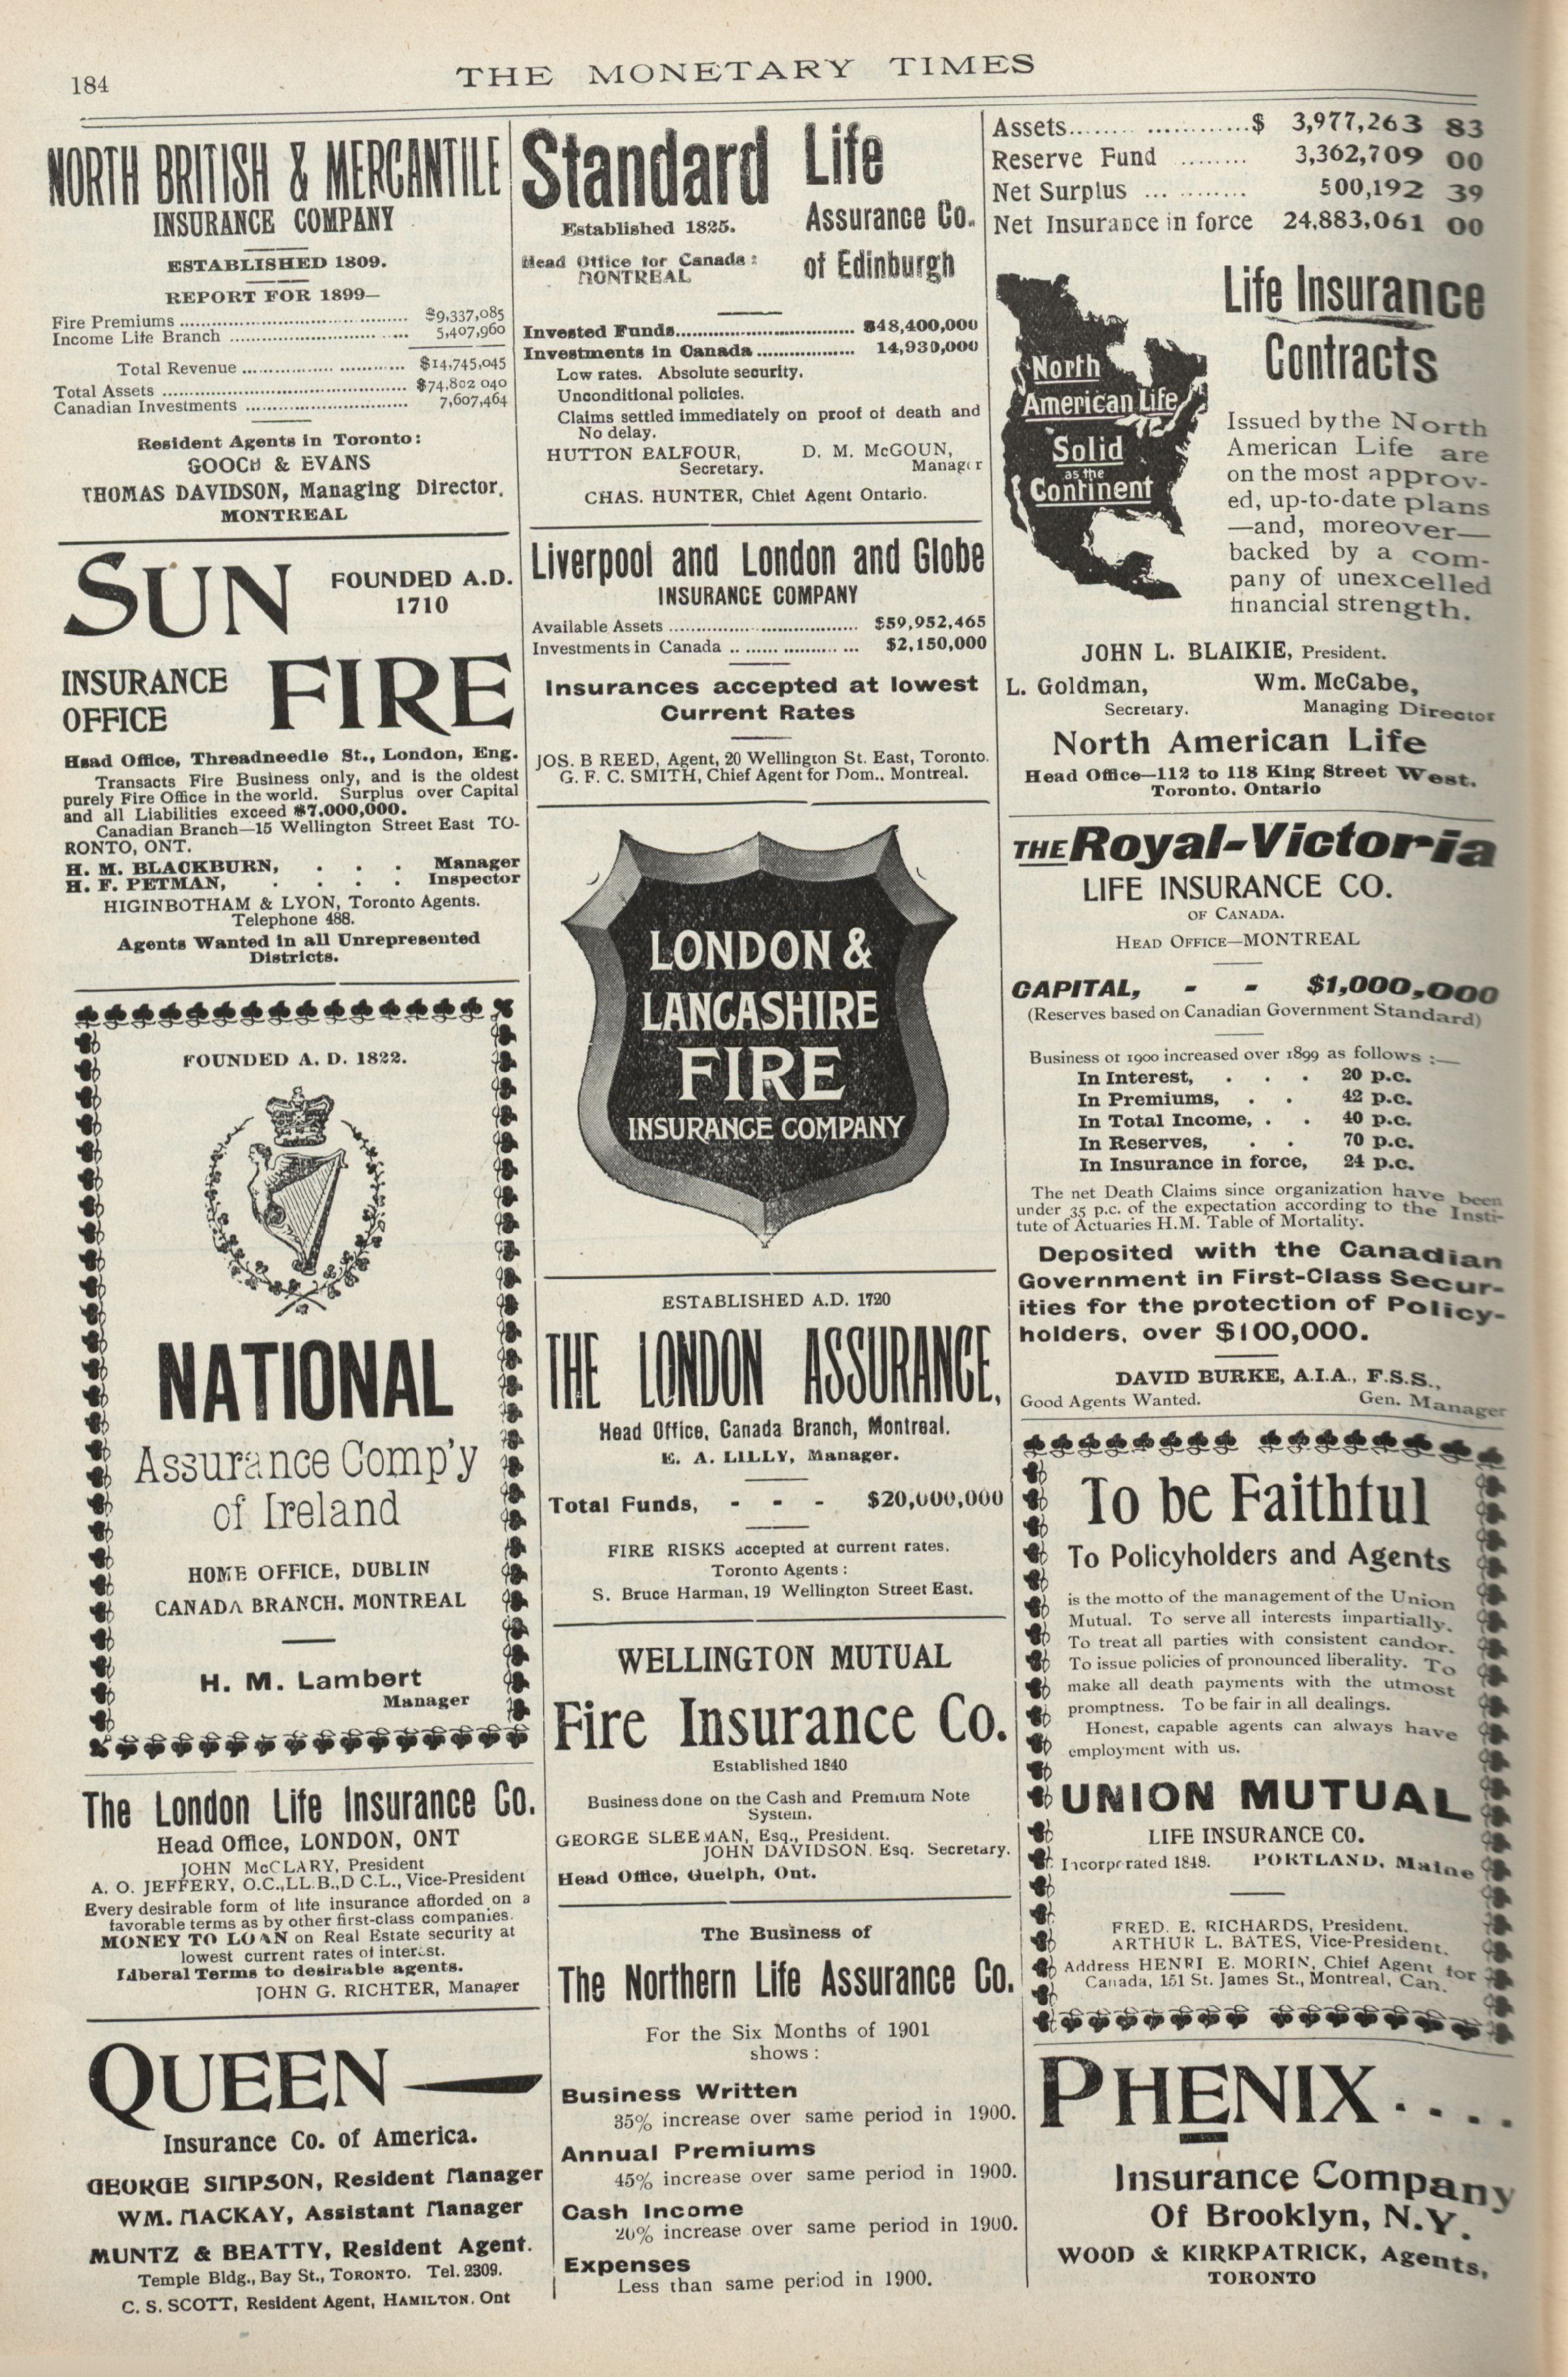 184
THE MONETARY TIMES
NORTH BRITISH & MERCANTILE
INSURANCE COMPANY
ESTABLISHED 1809.
REPORT FOR 1899—
Fire Premiums ........ $9,337,085
Income Life Branch ........ 5,407,960
Total Revenue ........ $14,745,045
Total Assets ........ $74,802 040
Canadian Investments ........ 7,607,464
Resident Agents in Toronto:
GOOCH & EVANS
THOMAS DAVIDSON, Managing Director,
MONTREAL
SUN FOUNDED A.D.
1710
INSURANCE
OFFICE FIRE
Head Office, Threadneedle St., London, Eng.
Transacts Fire Business only, and is the oldest
purely Fire Office in the world. Surplus over Capital
and all Liabilities exceed $7,000,000.
Canadian Branch—15 Wellington Street East TO-
RONTO, ONT.
H. M. BLACKBURN, . . . Manager
H. F. PETMAN, . . . . Inspector
HIGINBOTHAM & LYON, Toronto Agents.
Telephone 488.
Agents Wanted in all Unrepresented
Districts.
FOUNDED A. D. 1822.
NATIONAL
Assurance Comp'y
of Ireland
HOME OFFICE, DUBLIN
CANADA BRANCH. MONTREAL
H. M. Lambert
Manager
The London Life Insurance Co.
Head Office, LONDON, ONT
JOHN McCLARY, President
A. O. JEFFERY, O.C.,LL.B.,D C.L., Vice-President
Every desirable form of life insurance afforded on a
favorable terms as by other first-class companies.
MONEY TO LOAN on Real Estate security at
lowest current rates of interest.
Liberal Terms to desirable agents.
JOHN G. RICHTER, Manager
QUEEN
Insurance Co. of America.
GEORGE SIMPSON, Resident Manager
WM. MACKAY, Assistant Manager
MUNTZ & BEATTY, Resident Agent.
Temple Bldg., Bay St., TORONTO. Tel. 2309.
C. S. SCOTT, Resident Agent, HAMILTON. Ont
Standard Life
Established 1825.
Assurance Co.
Head Office for Canada:
MONTREAL
of Edinburgh
Invested Funds........ $48,400,000
Investments in Canada ........ 14,930,000
Low rates. Absolute security.
Unconditional policies.
Claims settled immediately on proof of death and
No delay.
HUTTON BALFOUR, D. M. McGOUN,
Secretary. Manager
CHAS. HUNTER, Chief Agent Ontario.
Liverpool and London and Globe
INSURANCE COMPANY
Available Assets ........ $59,952,465
Investments in Canada ........ $2,150,000
Insurances accepted at lowest
Current Rates
JOS. B REED, Agent, 20 Wellington St. East, Toronto.
G. F. C. SMITH, Chief Agent for Dom., Montreal.
LONDON &
LANCASHIRE
FIRE
INSURANCE COMPANY
ESTABLISHED A.D. 1720
THE LONDON ASSURANCE,
Head Office, Canada Branch, Montreal.
E. A. LILLY, Manager.
Total Funds, - - - $20,000,000
FIRE RISKS accepted at current rates.
Toronto Agents:
S. Bruce Harman, 19 Wellington Street East.
WELLINGTON MUTUAL
Fire Insurance Co.
Established 1840
Business done on the Cash and Premium Note
System.
GEORGE SLEEMAN, Esq., President.
JOHN DAVIDSON, Esq. Secretary.
Head Office, Guelph, Ont.
The Business of
The Northern Life Assurance Co.
For the Six Months of 1901
shows:
Business Written
35% increase over same period in 1900.
Annual Premiums
45% increase over same period in 1900.
Cash Income
20% increase over same period in 1900.
Expenses
Less than same period in 1900.
Assets........ $ 3,977,263 83
Reserve Fund ........ 3,362,709 00
Net Surplus ........ 500,192 39
Net Insurance in force 24,883,061 00
North
American Life
Solid
as the
Continent
Life Insurance
Contracts
Issued by the North
American Life are
on the most approv-
ed, up-to-date plans
—and, moreover—
backed by a com-
pany of unexcelled
financial strength.
JOHN L. BLAIKIE, President.
L. Goldman, Wm. McCabe,
Secretary. Managing Director
North American Life
Head Office—112 to 118 King Street West.
Toronto. Ontario
THE Royal-Victoria
LIFE INSURANCE CO.
OF CANADA.
HEAD OFFICE—MONTREAL
CAPITAL, - - $1,000,000
(Reserves based on Canadian Government Standard)
Business of 1900 increased over 1899 as follows :—
In Interest, . . . 20 p.c.
In Premiums, . . 42 p.c.
In Total Income, . . 40 p.c.
In Reserves, . . 70 p.c.
In Insurance in force, 24 p.c.
The net Death Claims since organization have been
under 35 p.c. of the expectation according to the Insti-
tute of Actuaries H.M. Table of Mortality.
Deposited with the Canadian
Government in First-Class Secur-
ities for the protection of Policy-
holders, over $100,000.
DAVID BURKE, A.I.A., F.S.S.,
Good Agents Wanted. Gen. Manager
To be Faithful
To Policyholders and Agents
is the motto of the management of the Union
Mutual. To serve all interests impartially.
To treat all parties with consistent candor.
To issue policies of pronounced liberality. To
make all death payments with the utmost
promptness. To be fair in all dealings.
Honest, capable agents can always have
employment with us.
UNION MUTUAL
LIFE INSURANCE CO.
Incorporated 1848. PORTLAND, Maine
FRED. E. RICHARDS, President.
ARTHUR L. BATES, Vice-President.
Address HENRI E. MORIN, Chief Agent for
Canada, 151 St. James St., Montreal, Can.
PHENIX....
Insurance Company
Of Brooklyn, N.Y.
WOOD & KIRKPATRICK, Agents,
TORONTO